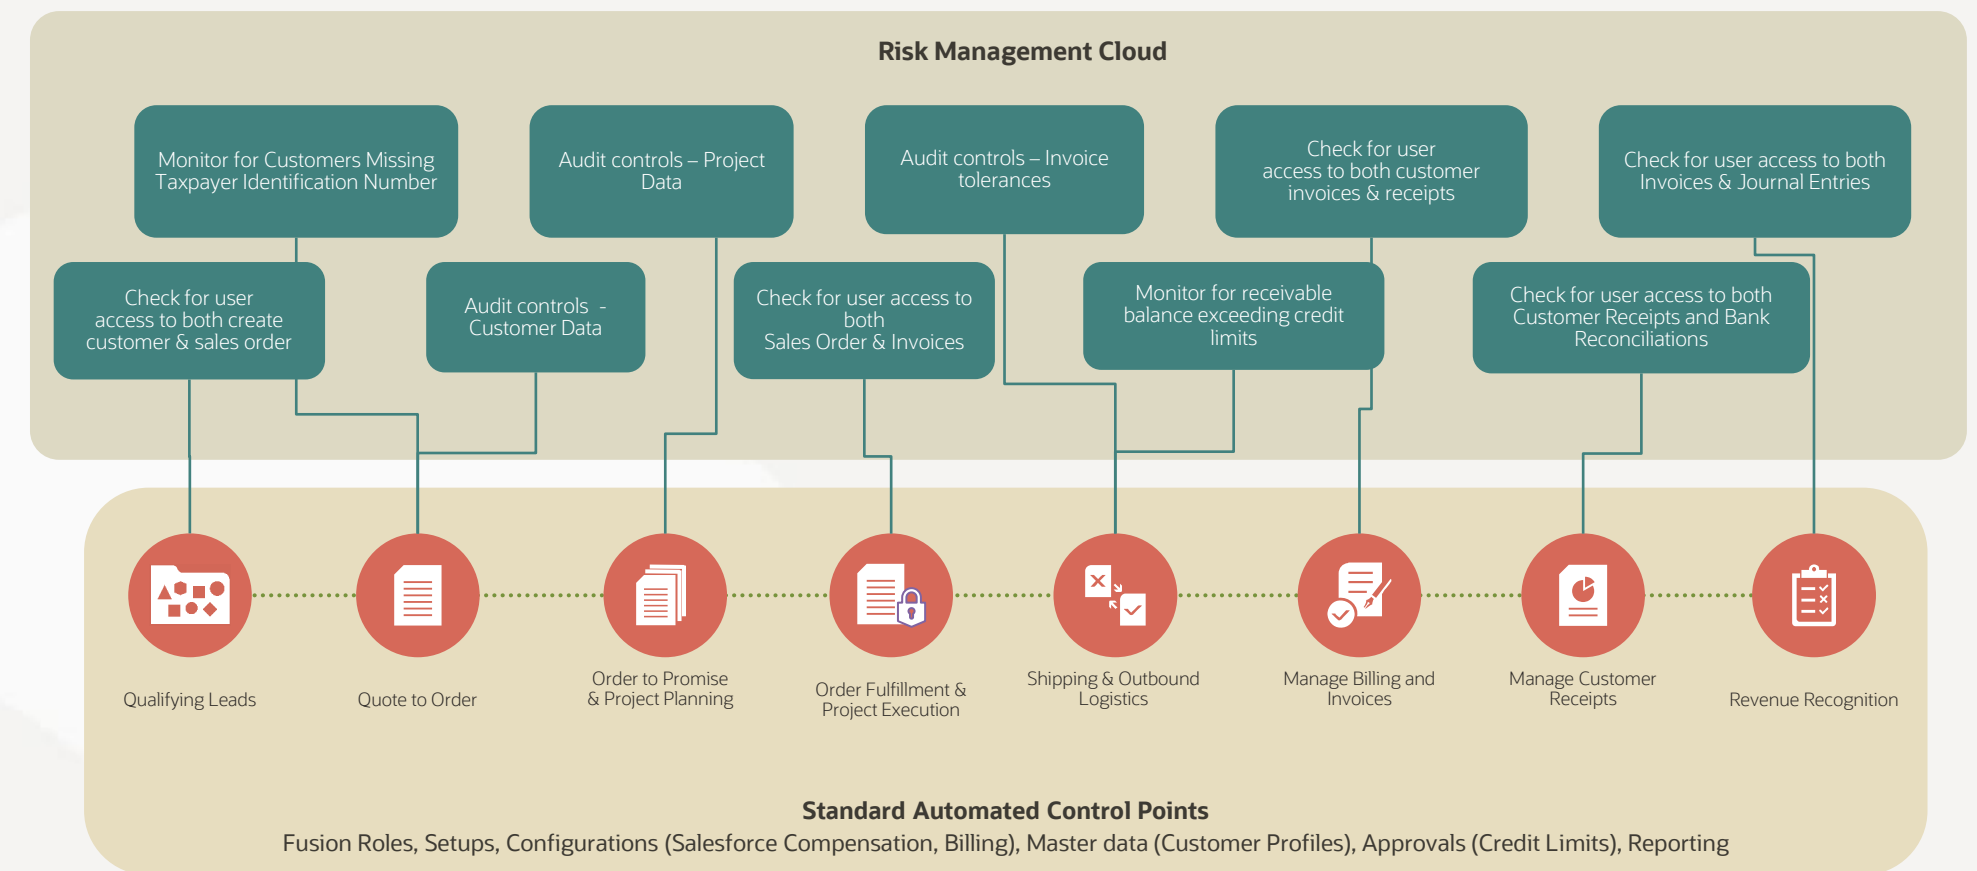 Risk Management Cloud
Monitor for Customers Missing
Taxpayer Identification Number
Audit controls – Project
Data
Audit controls – Invoice
tolerances
Check for user
access to both customer
invoices & receipts
Check for user access to both
Invoices & Journal Entries
Check for user
access to both create
customer & sales order
Audit controls -
Customer Data
Check for user access to
both
Sales Order & Invoices
Monitor for receivable
balance exceeding credit
limits
Check for user access to both
Customer Receipts and Bank
Reconciliations
Qualifying Leads
Quote to Order
Order to Promise
& Project Planning
Order Fulfillment &
Project Execution
Shipping & Outbound
Logistics
Manage Billing and
Invoices
Manage Customer
Receipts
Revenue Recognition
Standard Automated Control Points
Fusion Roles, Setups, Configurations (Salesforce Compensation, Billing), Master data (Customer Profiles), Approvals (Credit Limits), Reporting